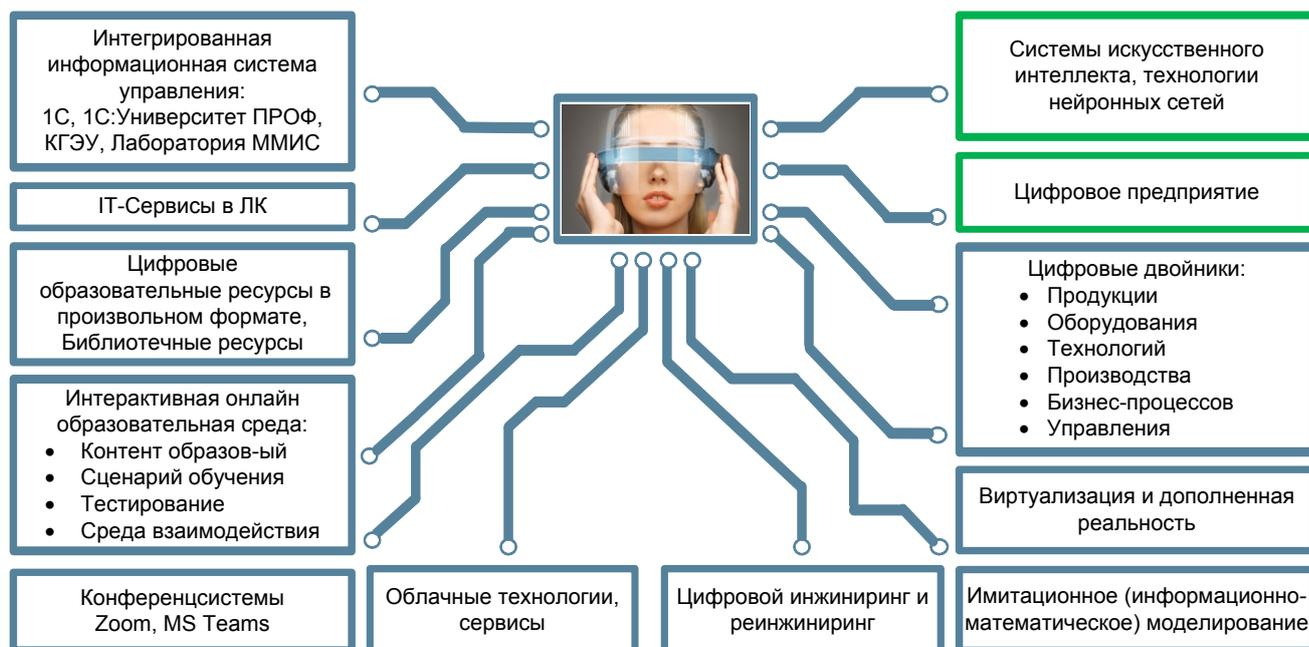 Интегрированная
информационная система
управления:
1С, 1С:Университет ПРОФ,
КГЭУ, Лаборатория ММИС
IT-Сервисы в ЛК
Цифровые
образовательные ресурсы в
произвольном формате,
Библиотечные ресурсы
Интерактивная онлайн
образовательная среда:
• Контент образов-ый
• Сценарий обучения
• Тестирование
• Среда взаимодействия
Конференцсистемы
Zoom, MS Teams
Облачные технологии,
сервисы
Цифровой инжиниринг и
реинжиниринг
Системы искусственного
интеллекта, технологии
нейронных сетей
Цифровое предприятие
Цифровые двойники:
• Продукции
• Оборудования
• Технологий
• Производства
• Бизнес-процессов
• Управления
Виртуализация и дополненная
реальность
Имитационное (информационно-
математическое) моделирование